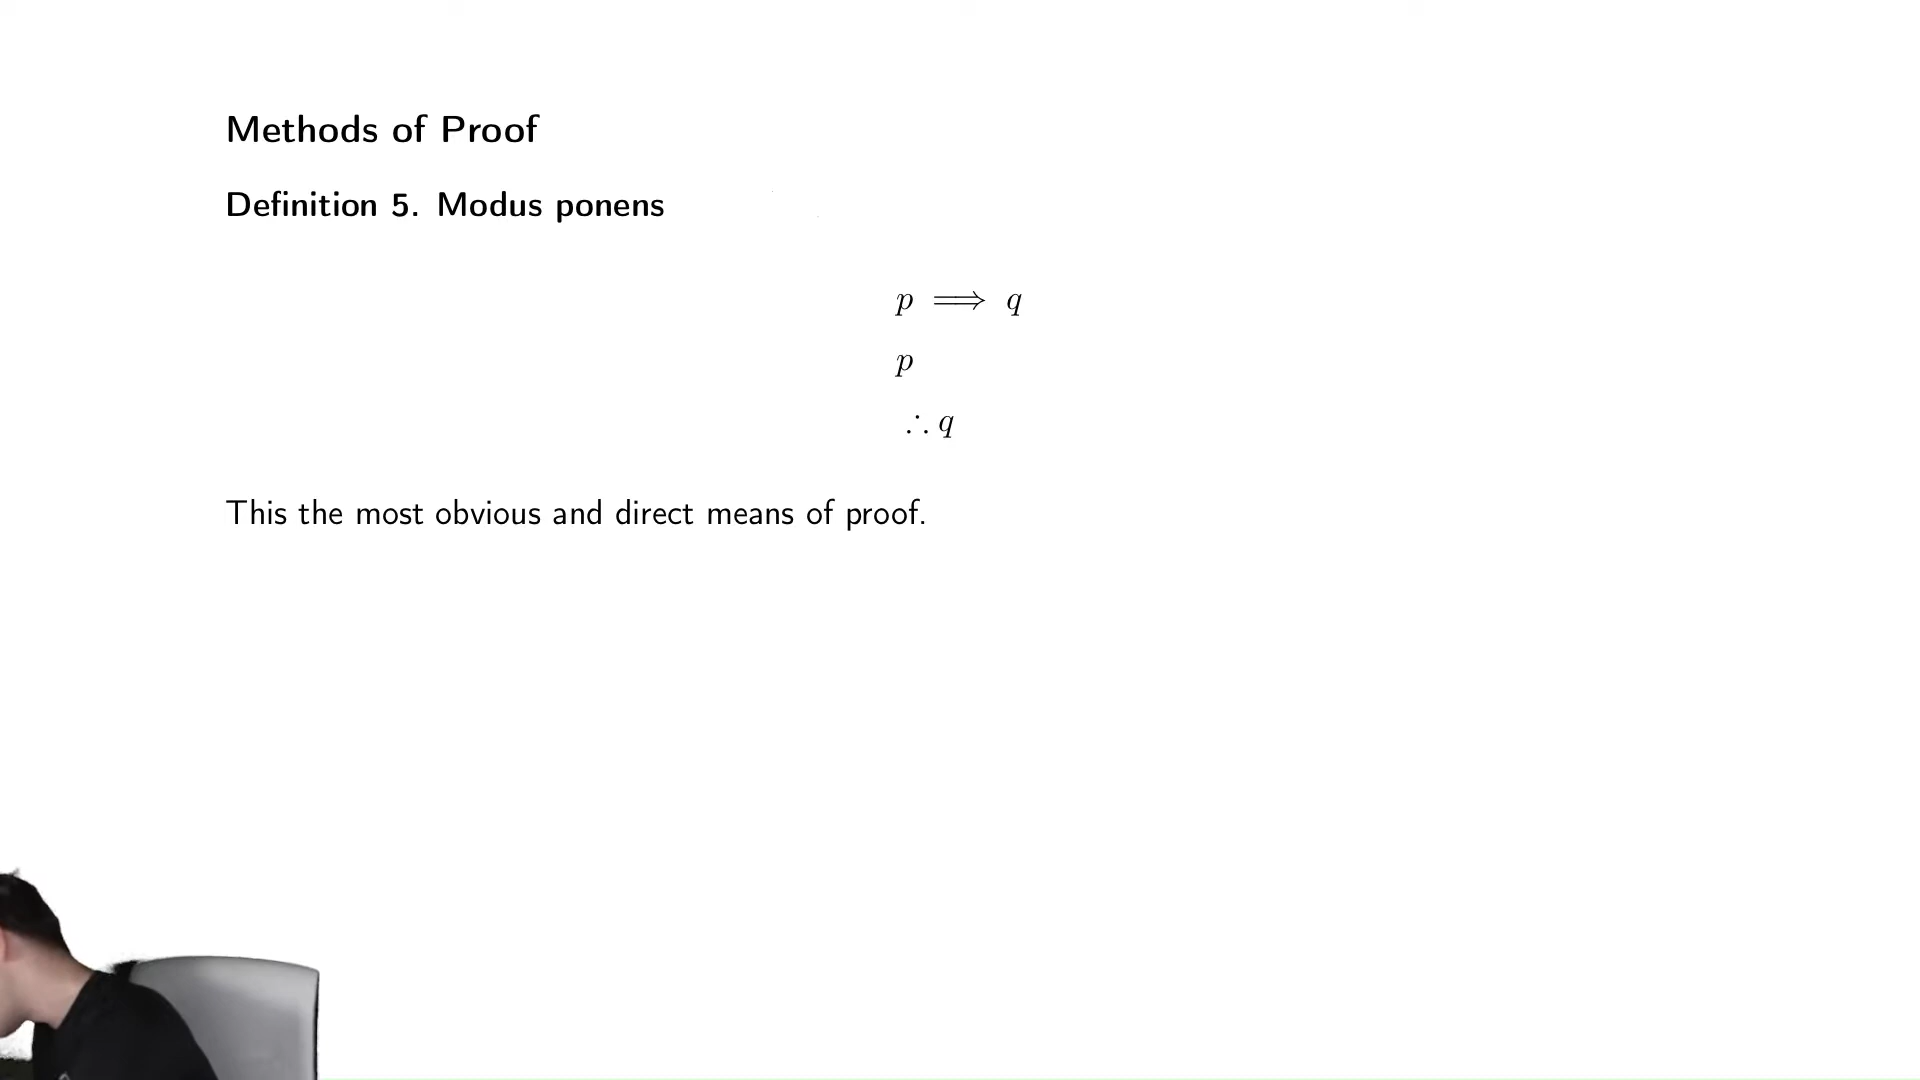 Methods of Proof
Definition 5. Modus ponens
p ⟹ q
p
∴ q
This the most obvious and direct means of proof.